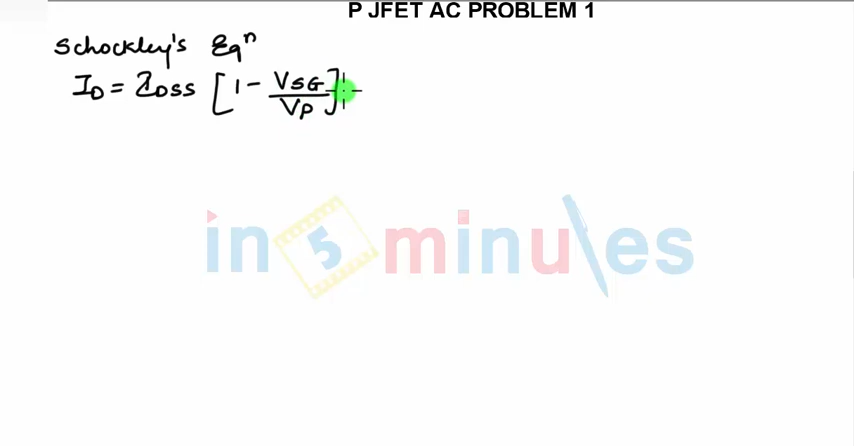 P JFET AC PROBLEM 1
Schockley's Eqⁿ
I_D = I_DSS [1 - V_SG/V_P]
in 5 minutes